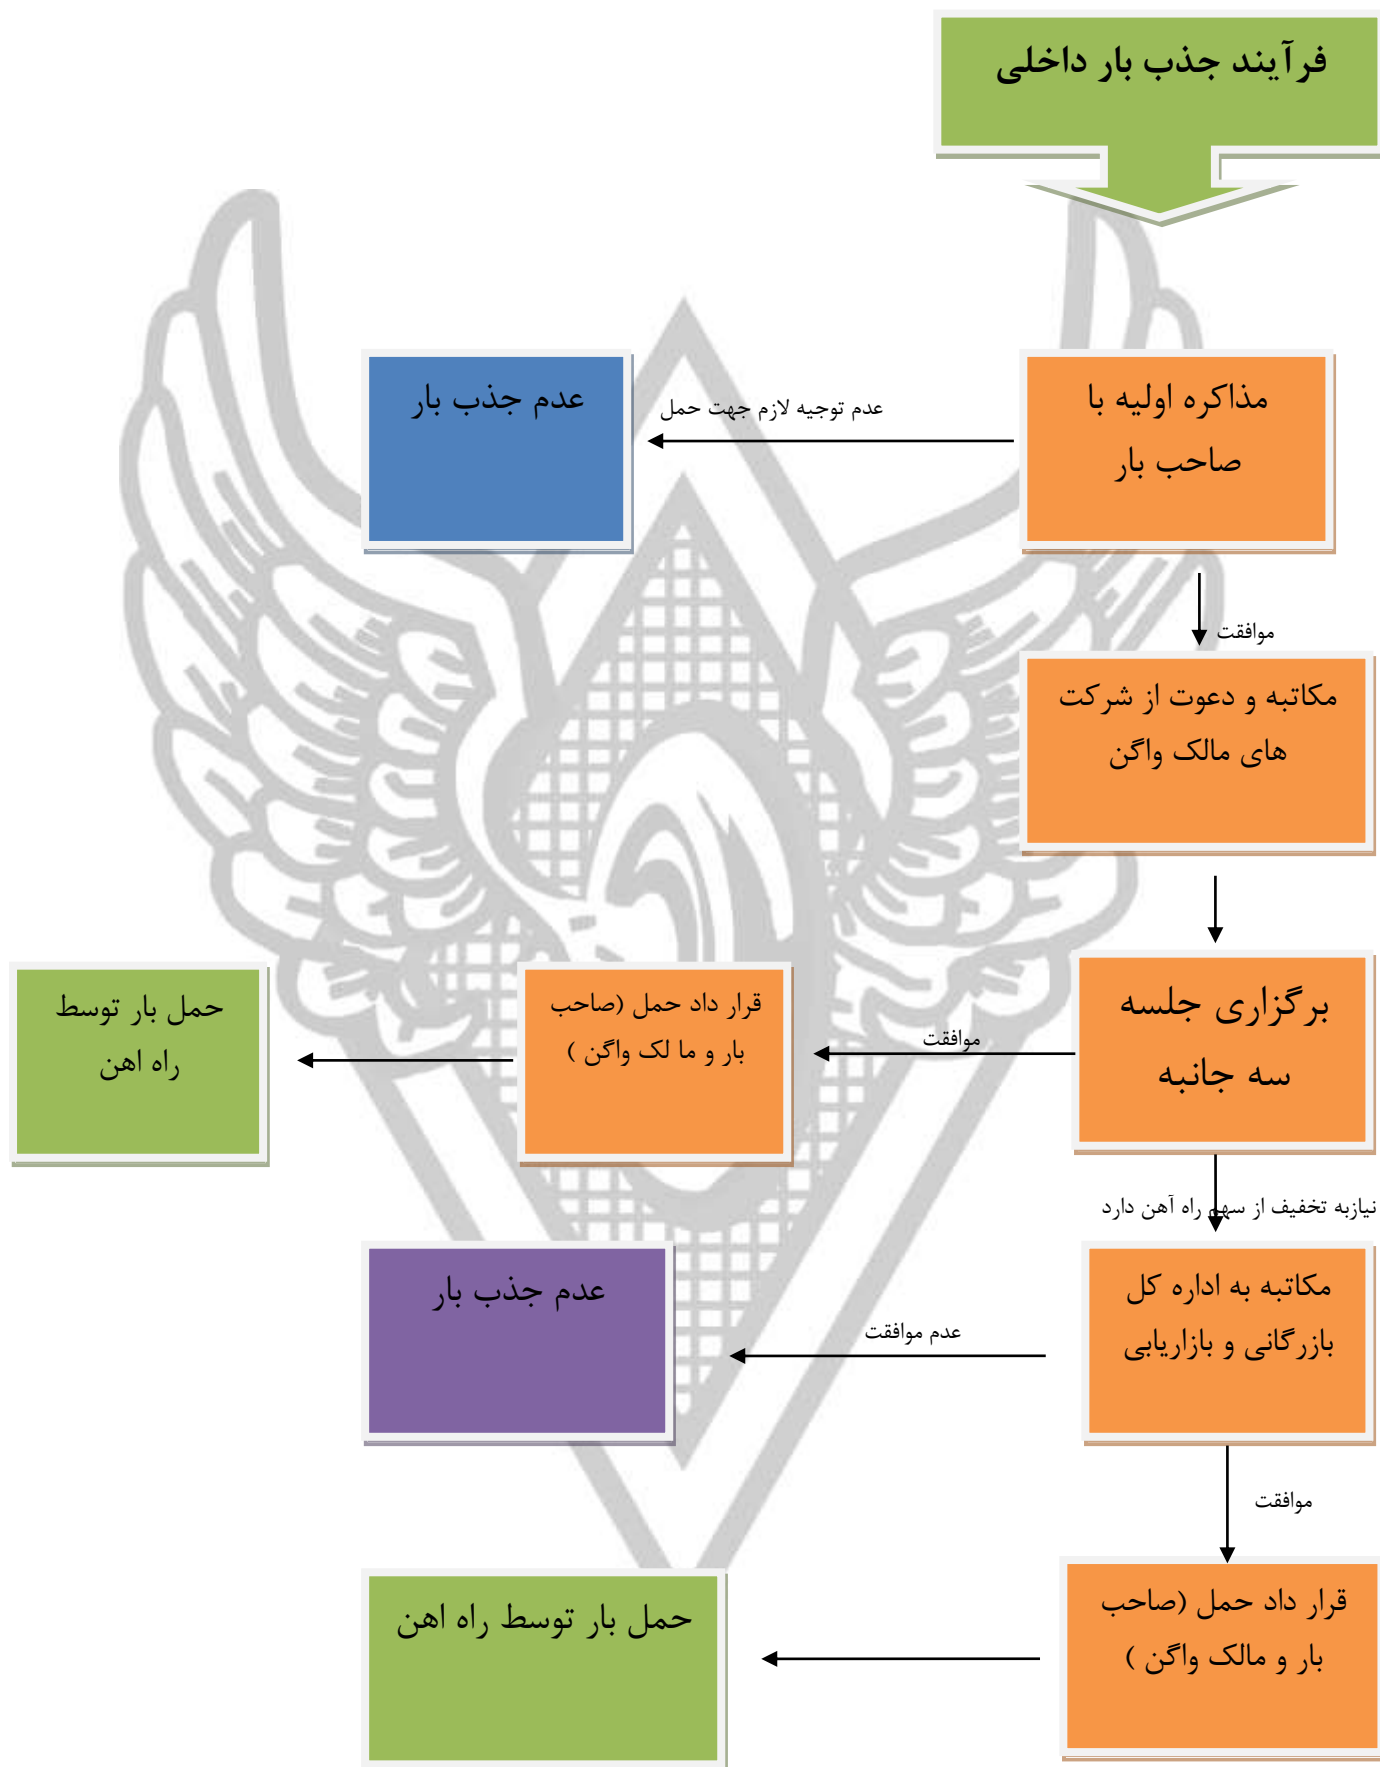 فرآیند جذب بار داخلی
مذاکره اولیه با
صاحب بار
عدم توجیه لازم جهت حمل
عدم جذب بار
موافقت
مکاتبه و دعوت از شرکت
های مالک واگن
برگزاری جلسه
سه جانبه
موافقت
قرار داد حمل (صاحب
بار و ما لک واگن )
حمل بار توسط
راه اهن
نیازبه تخفیف از سهم راه آهن دارد
مکاتبه به اداره کل
بازرگانی و بازاریابی
عدم موافقت
عدم جذب بار
موافقت
قرار داد حمل (صاحب
بار و مالک واگن )
حمل بار توسط راه اهن